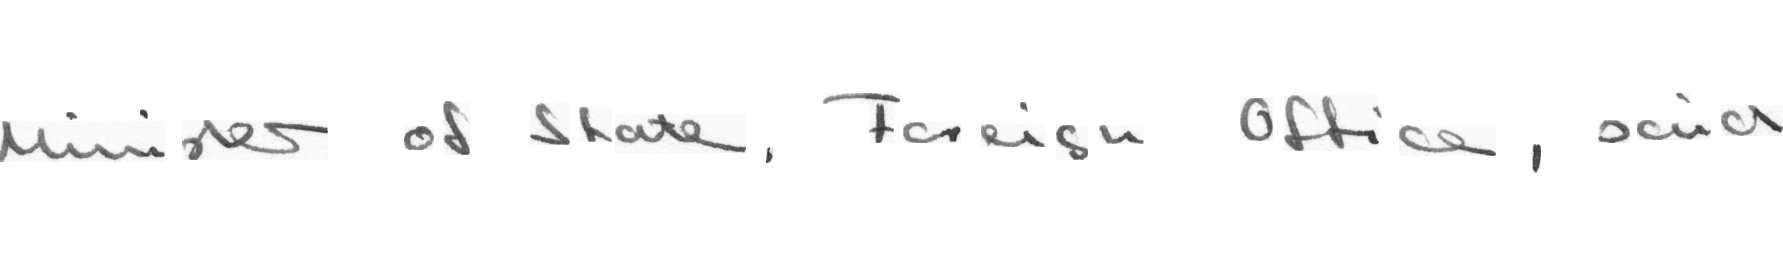 Minister of State, Foreign Office, said